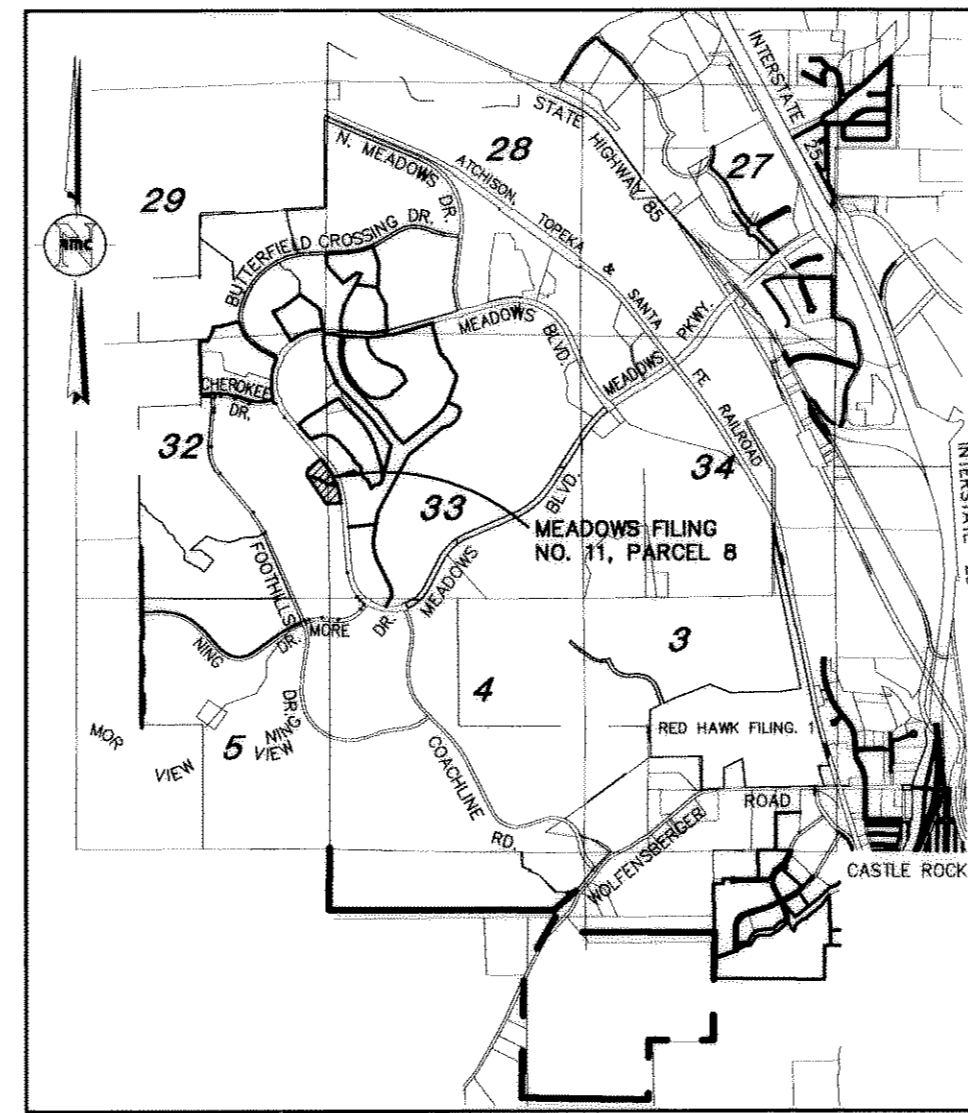 INTERSTATE 25
STATE HIGHWAY 85
N. MEADOWS DR.
28
ATCHISON, TOPEKA & SANTA FE RAILROAD
27
29
N
BUTTERFIELD CROSSING DR.
MEADOWS BLVD.
MEADOWS PKWY.
CHEROKEE DR.
32
34
INTERSTATE 25
33
MEADOWS FILING
NO. 11, PARCEL 8
MEADOWS BLVD.
FOOTHILLS DR.
MORE
DR.
NING
3
4
MOR
VIEW
5
DR.
NING
VIEW
COACHLINE RD.
RED HAWK FILING. 1
WOLFENSBERGER ROAD
CASTLE ROCK